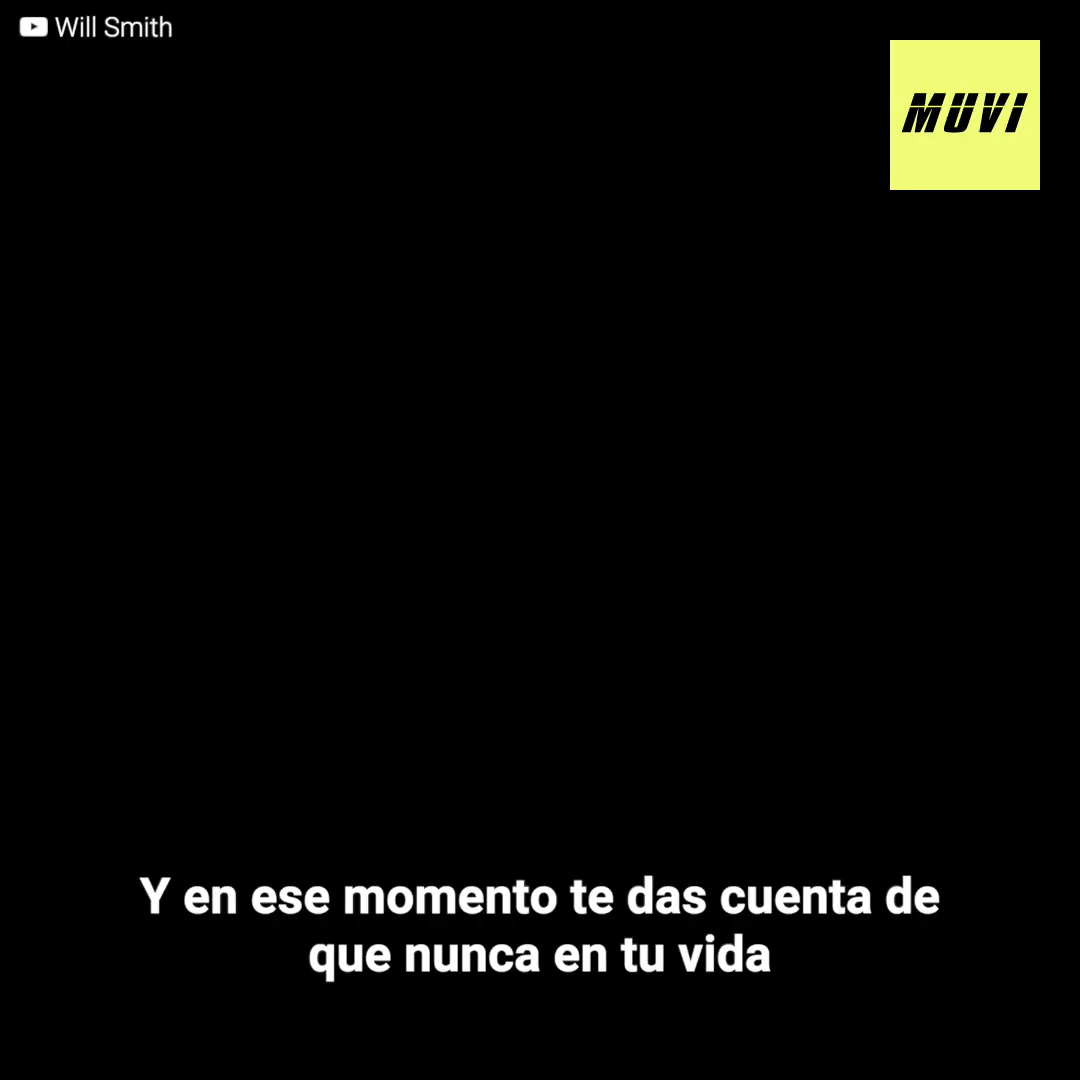 Will Smith
MUVI
Y en ese momento te das cuenta de
que nunca en tu vida